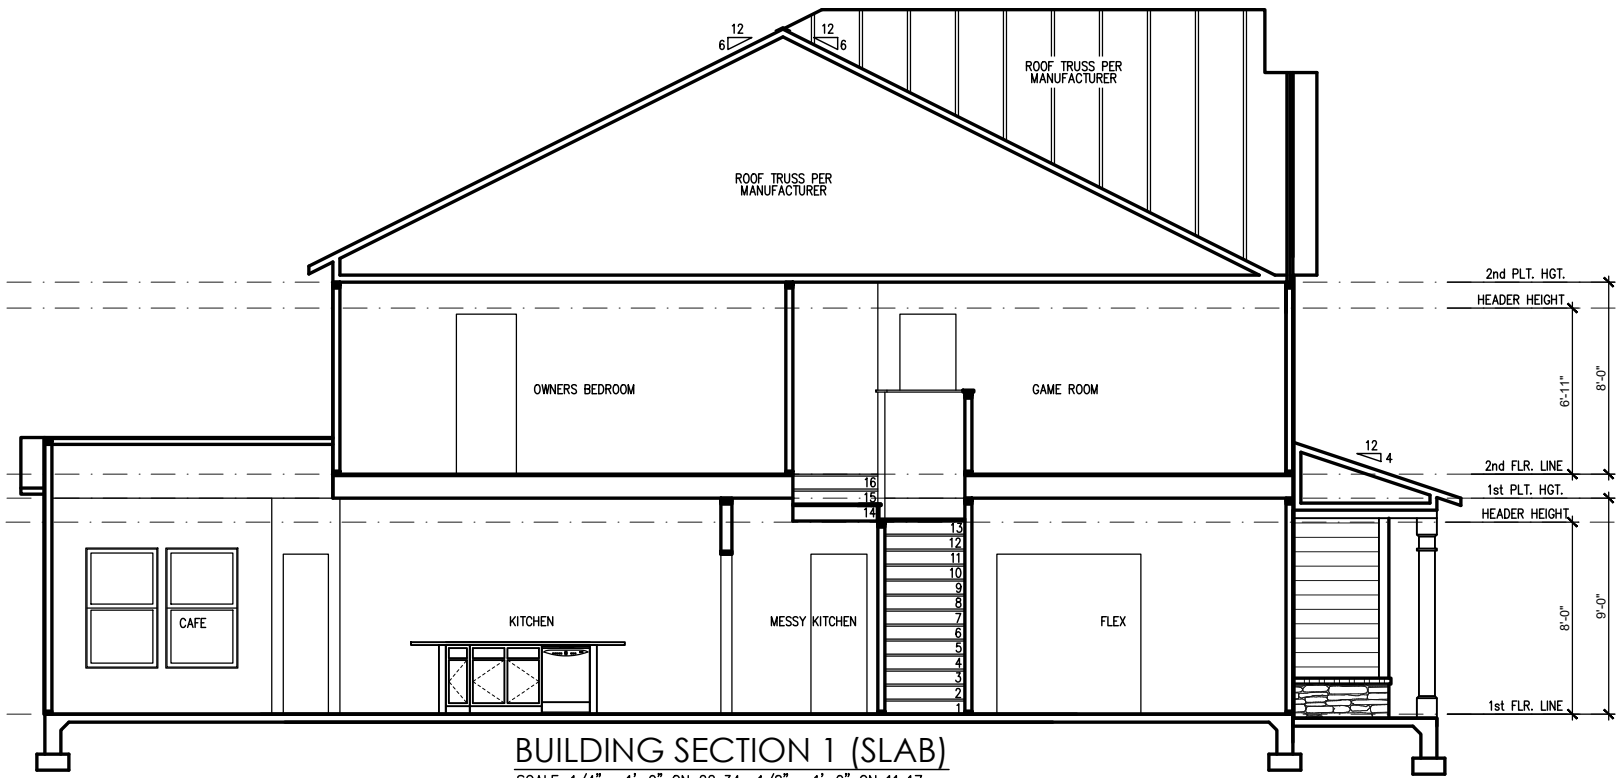 12
6
12
6
ROOF TRUSS PER
MANUFACTURER
ROOF TRUSS PER
MANUFACTURER
2nd PLT. HGT.
HEADER HEIGHT
OWNERS BEDROOM
GAME ROOM
6'-11"
8'-0"
12
4
2nd FLR. LINE
1st PLT. HGT.
HEADER HEIGHT
16
15
14
13
12
11
10
9
8
7
6
5
4
3
2
1
CAFE
KITCHEN
MESSY KITCHEN
FLEX
8'-0"
9'-0"
1st FLR. LINE
BUILDING SECTION 1 (SLAB)